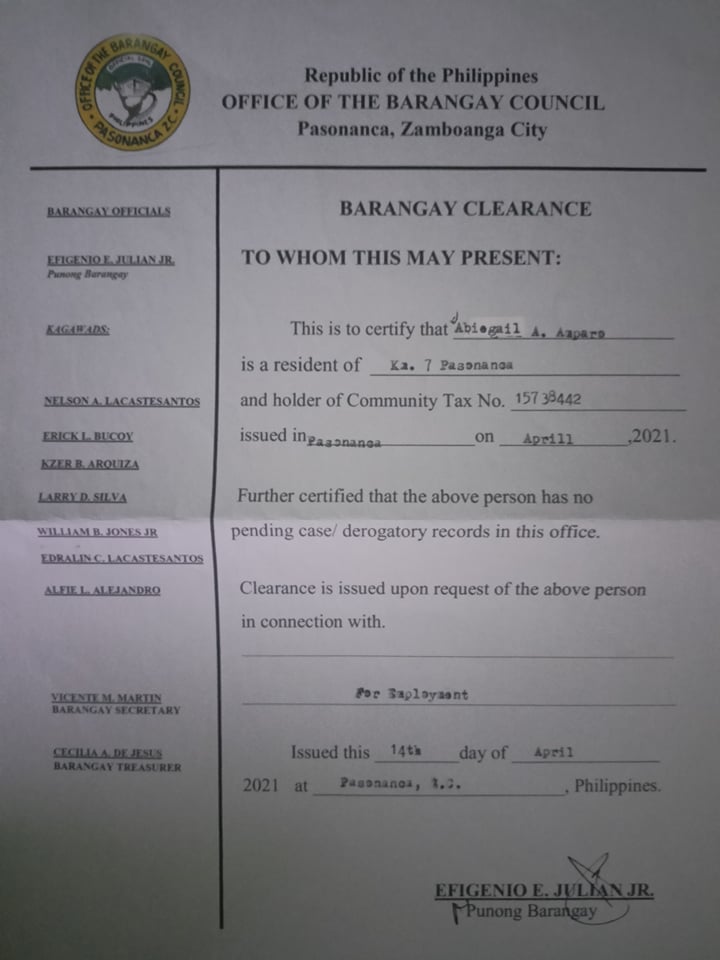 OFFICE OF THE BARANGAY COUNCIL
OFFICIAL SEAL
PHILIPPINES
PASONANCA Z.C.
Republic of the Philippines
OFFICE OF THE BARANGAY COUNCIL
Pasonanca, Zamboanga City
BARANGAY OFFICIALS
EFIGENIO E. JULIAN JR.
Punong Barangay
KAGAWADS:
NELSON A. LACASTESANTOS
ERICK L. BUCOY
KZER B. ARQUIZA
LARRY D. SILVA
WILLIAM B. JONES JR
EDRALIN C. LACASTESANTOS
ALFIE L. ALEJANDRO
VICENTE M. MARTIN
BARANGAY SECRETARY
CECILIA A. DE JESUS
BARANGAY TREASURER
BARANGAY CLEARANCE
TO WHOM THIS MAY PRESENT:
This is to certify that Abiegail A. Amparo
is a resident of Km. 7 Pasonanca
and holder of Community Tax No. 15738442
issued in Pasonanca on April1 ,2021.
Further certified that the above person has no
pending case/ derogatory records in this office.
Clearance is issued upon request of the above person
in connection with.
For Employment
Issued this 14th day of April
2021 at Pasonanca, Z.C. , Philippines.
EFIGENIO E. JULIAN JR.
Punong Barangay